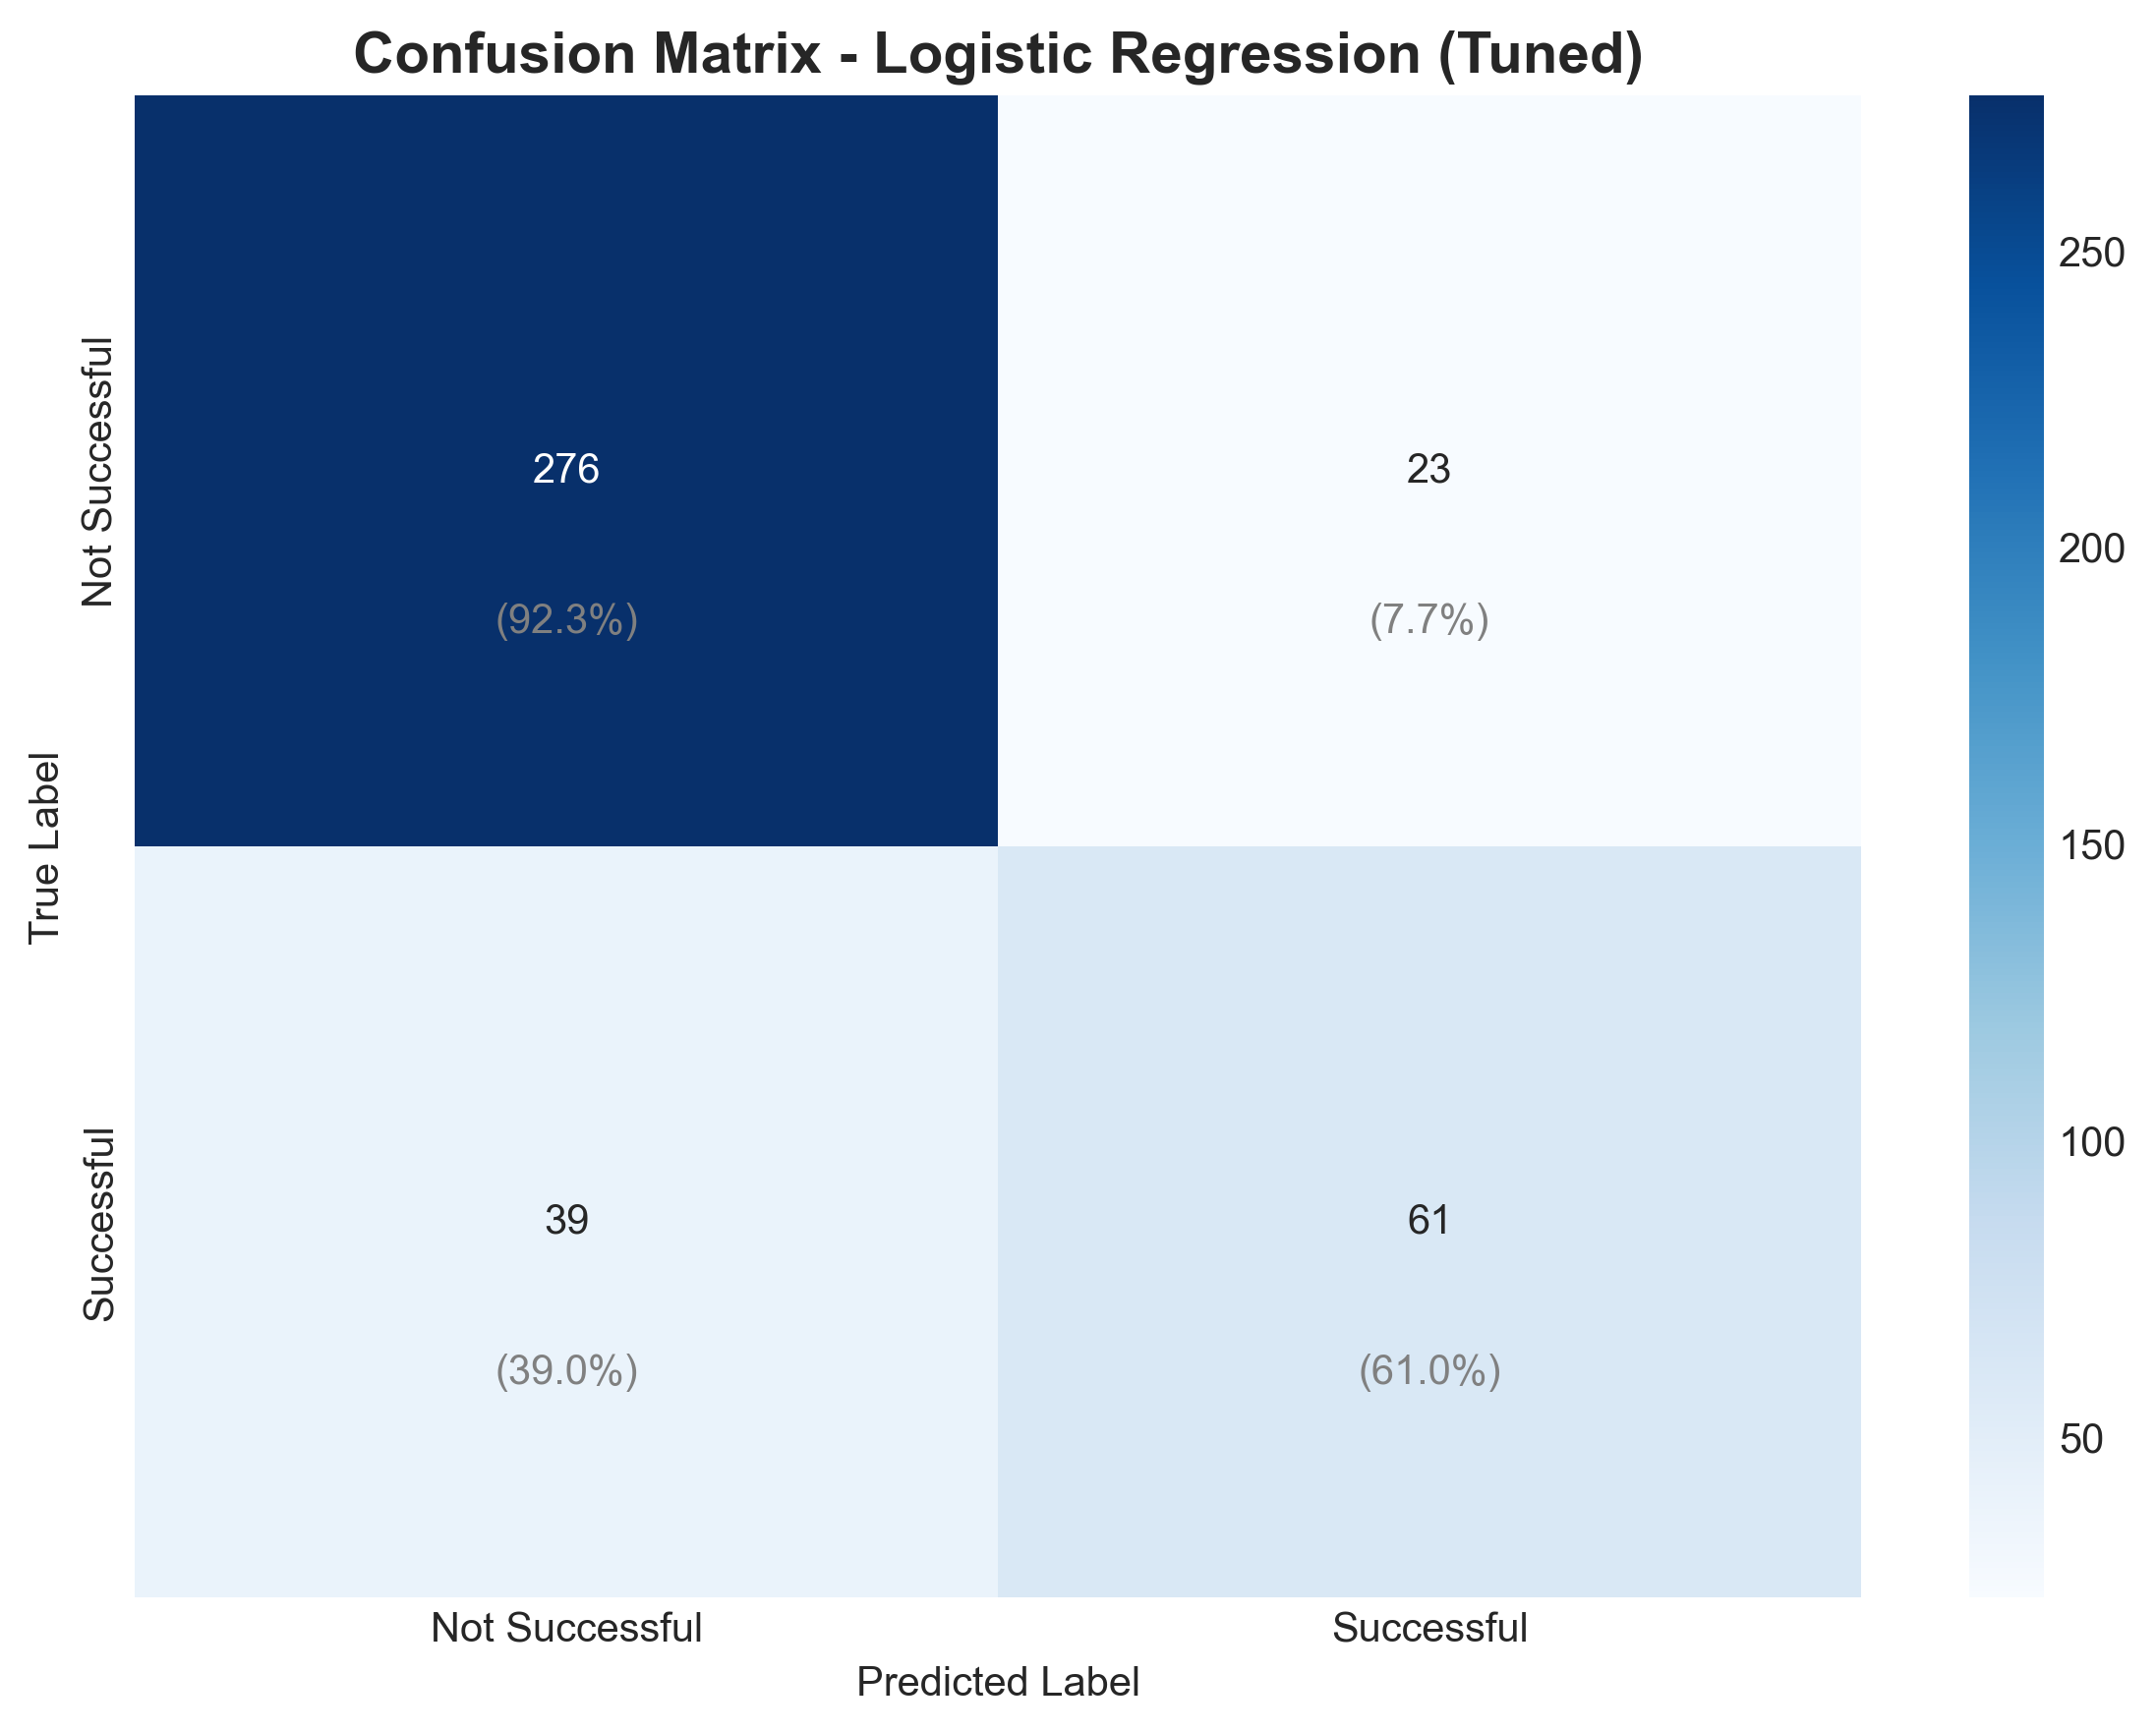 Confusion Matrix - Logistic Regression (Tuned)
True Label
Not Successful
Successful
276
23
(92.3%)
(7.7%)
39
61
(39.0%)
(61.0%)
Not Successful
Successful
Predicted Label
250
200
150
100
50